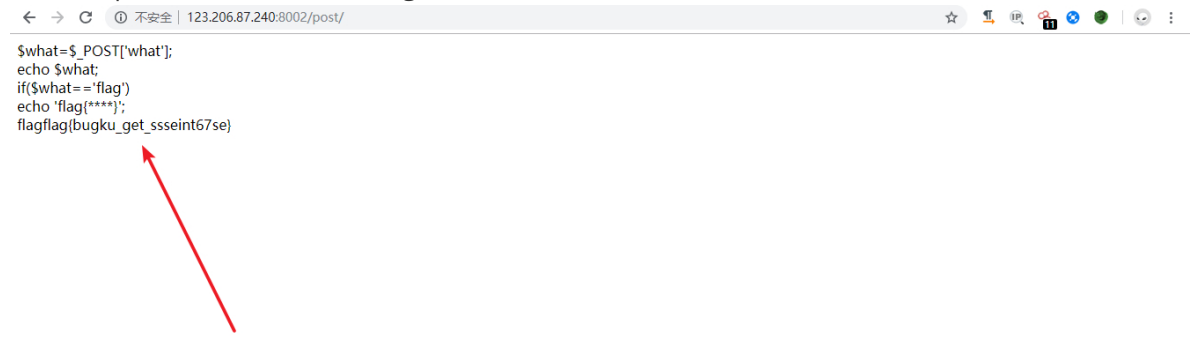 不安全 123.206.87.240:8002/post/
11
$what=$_POST['what'];
echo $what;
if($what=='flag')
echo 'flag{****}';
flagflag{bugku_get_ssseint67se}